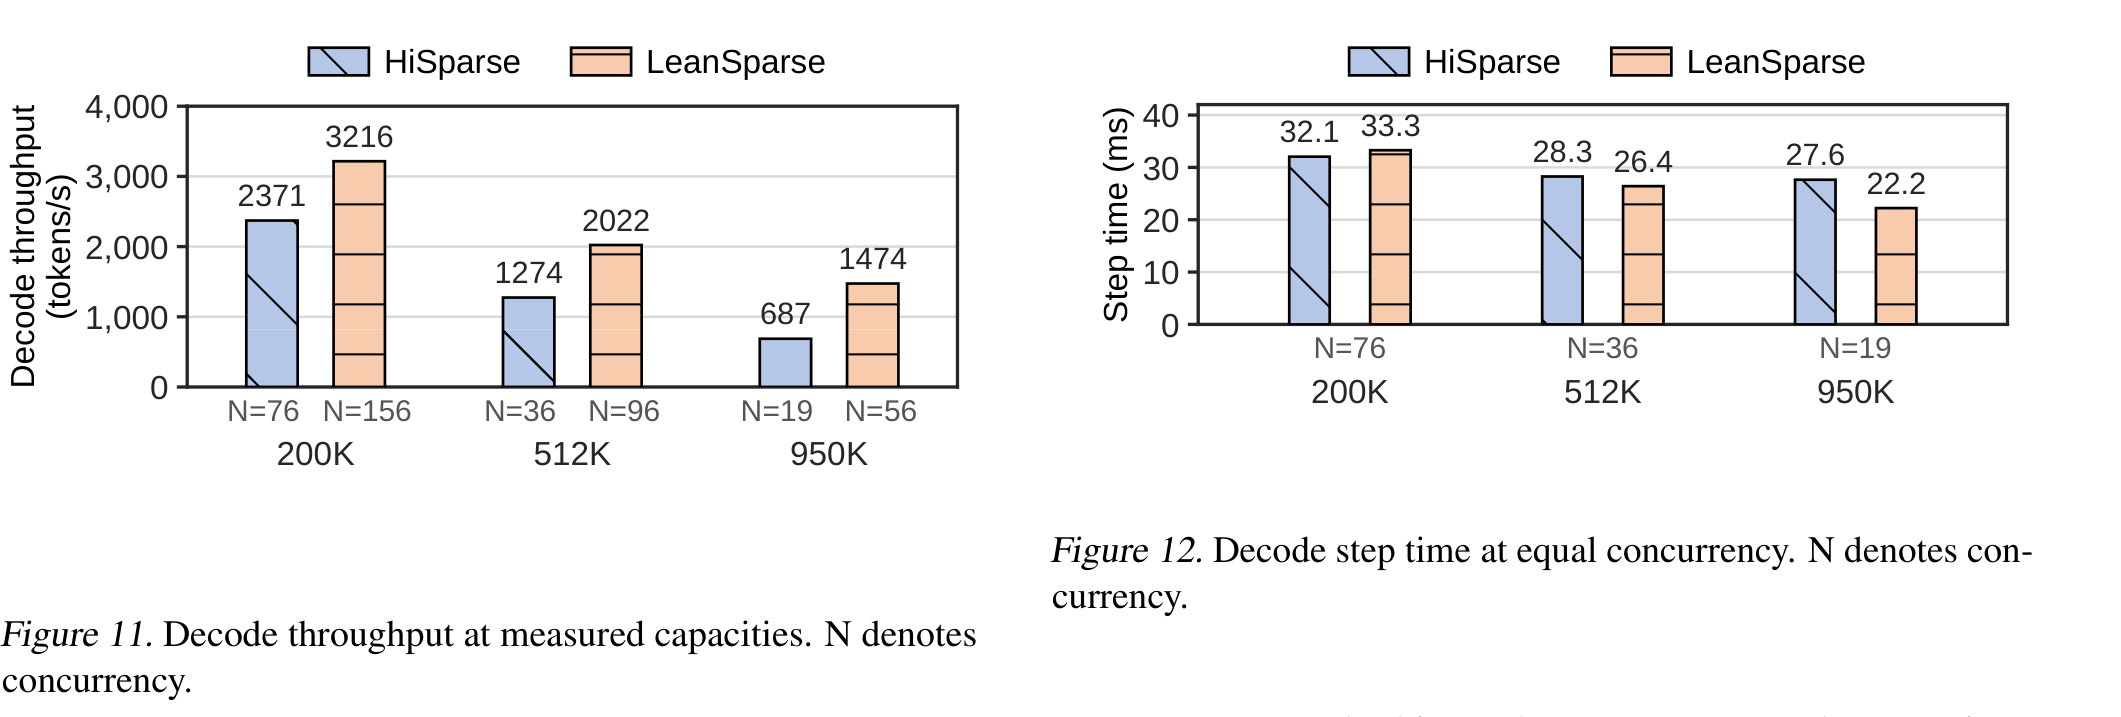 HiSparse LeanSparse
Decode throughput
(tokens/s)
4,000
3,000
2,000
1,000
0
2371 3216
1274 2022
687 1474
N=76 N=156 N=36 N=96 N=19 N=56
200K 512K 950K
Figure 11. Decode throughput at measured capacities. N denotes
concurrency.
HiSparse LeanSparse
Step time (ms)
40
30
20
10
0
32.1 33.3
28.3 26.4
27.6 22.2
N=76 N=36 N=19
200K 512K 950K
Figure 12. Decode step time at equal concurrency. N denotes con-
currency.